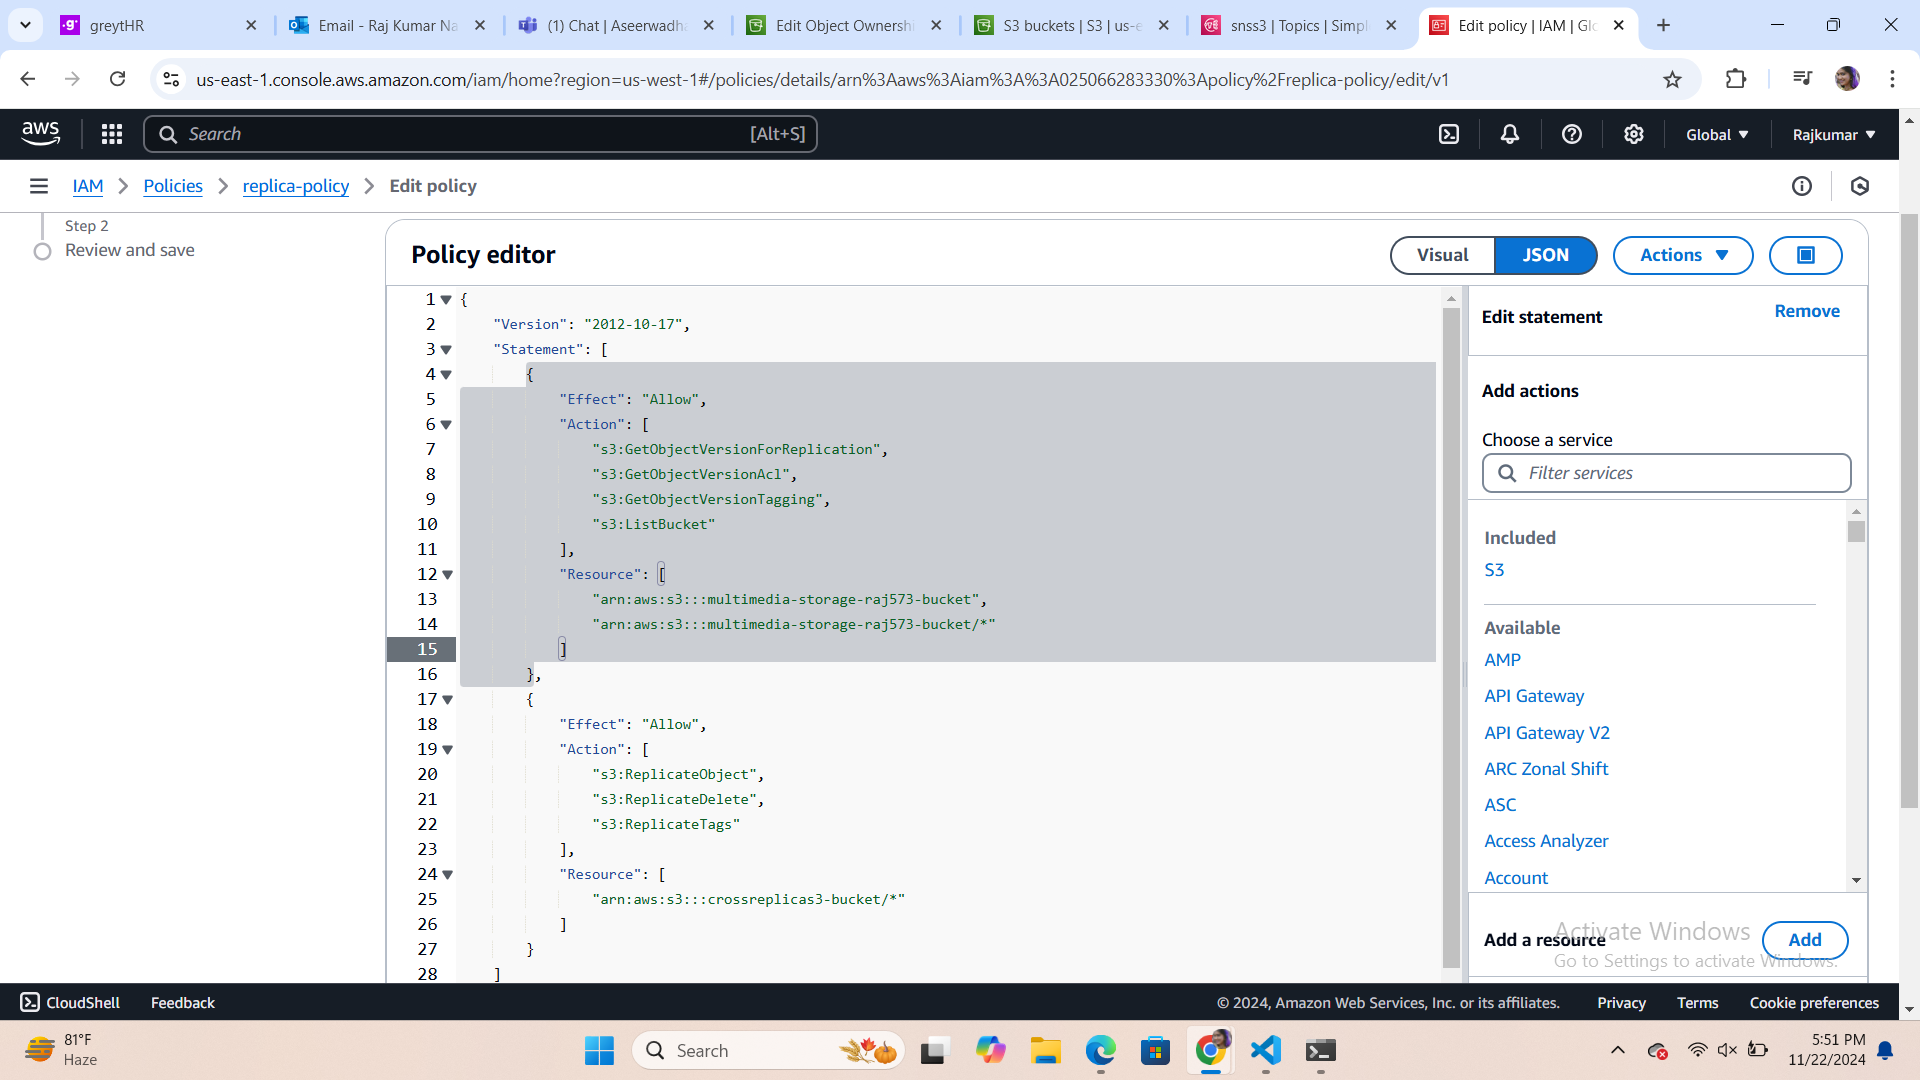 greytHR
Email - Raj Kumar Na
(1) Chat | Aseerwadha
Edit Object Ownershi
S3 buckets | S3 | us-e
snss3 | Topics | Simpl
Edit policy | IAM | Glo
us-east-1.console.aws.amazon.com/iam/home?region=us-west-1#/policies/details/arn%3Aaws%3Aiam%3A%3A025066283330%3Apolicy%2Freplica-policy/edit/v1
aws
Search
[Alt+S]
Global
Rajkumar
IAM
Policies
replica-policy
Edit policy
Step 2
Review and save
Policy editor
Visual
JSON
Actions
1 {
2 "Version": "2012-10-17",
3 "Statement": [
4 {
5 "Effect": "Allow",
6 "Action": [
7 "s3:GetObjectVersionForReplication",
8 "s3:GetObjectVersionAcl",
9 "s3:GetObjectVersionTagging",
10 "s3:ListBucket"
11 ],
12 "Resource": [
13 "arn:aws:s3:::multimedia-storage-raj573-bucket",
14 "arn:aws:s3:::multimedia-storage-raj573-bucket/*"
15 ]
16 },
17 {
18 "Effect": "Allow",
19 "Action": [
20 "s3:ReplicateObject",
21 "s3:ReplicateDelete",
22 "s3:ReplicateTags"
23 ],
24 "Resource": [
25 "arn:aws:s3:::crossreplicas3-bucket/*"
26 ]
27 }
28 ]
Edit statement
Remove
Add actions
Choose a service
Filter services
Included
S3
Available
AMP
API Gateway
API Gateway V2
ARC Zonal Shift
ASC
Access Analyzer
Account
Add a resource
Add
Activate Windows
Go to Settings to activate Windows.
CloudShell
Feedback
© 2024, Amazon Web Services, Inc. or its affiliates.
Privacy
Terms
Cookie preferences
81°F
Haze
Search
5:51 PM
11/22/2024